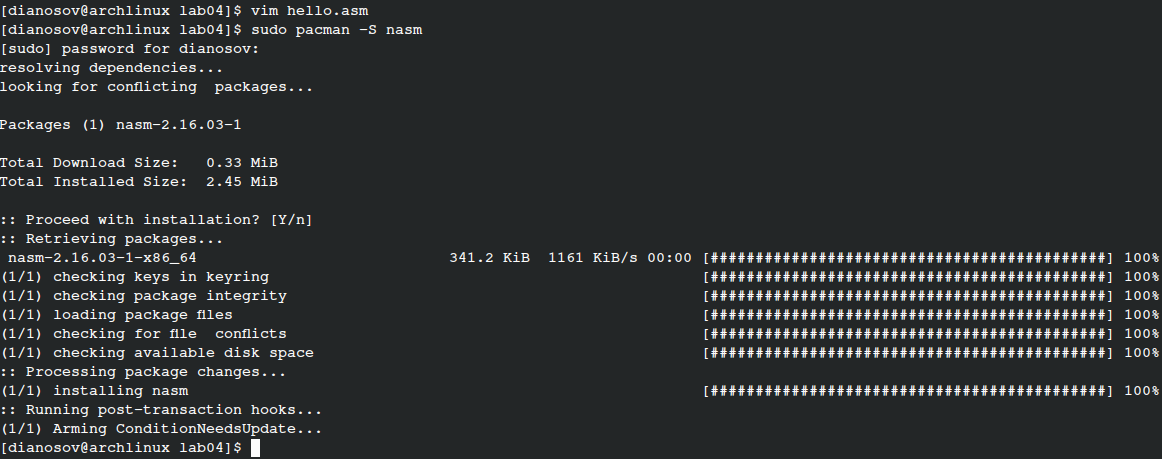 [dianosov@archlinux lab04]$ vim hello.asm
[dianosov@archlinux lab04]$ sudo pacman -S nasm
[sudo] password for dianosov:
resolving dependencies...
looking for conflicting  packages...
Packages (1) nasm-2.16.03-1
Total Download Size:   0.33 MiB
Total Installed Size:  2.45 MiB
:: Proceed with installation? [Y/n]
:: Retrieving packages...
 nasm-2.16.03-1-x86_64                             341.2 KiB  1161 KiB/s 00:00 [############################################] 100%
(1/1) checking keys in keyring                                                 [############################################] 100%
(1/1) checking package integrity                                               [############################################] 100%
(1/1) loading package files                                                    [############################################] 100%
(1/1) checking for file  conflicts                                             [############################################] 100%
(1/1) checking available disk space                                            [############################################] 100%
:: Processing package changes...
(1/1) installing nasm                                                          [############################################] 100%
:: Running post-transaction hooks...
(1/1) Arming ConditionNeedsUpdate...
[dianosov@archlinux lab04]$